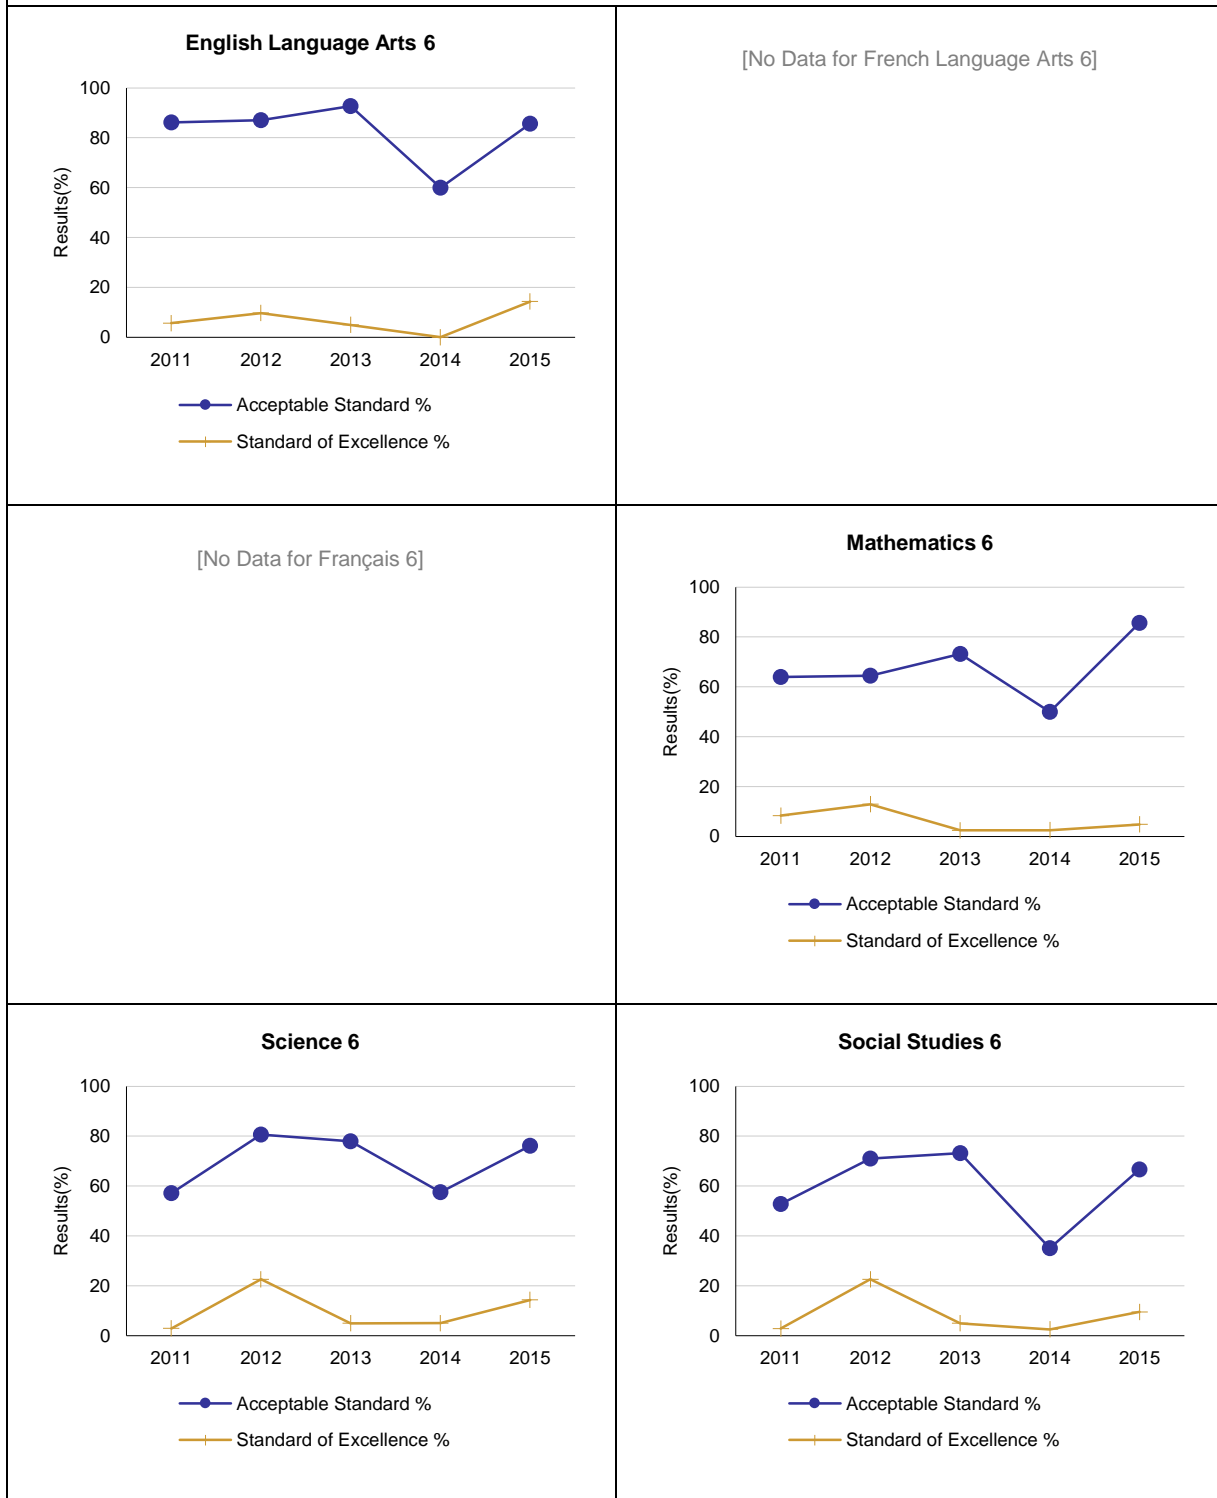 English Language Arts 6
100
80
60
40
20
0
Results(%)
2011 2012 2013 2014 2015
Acceptable Standard %
Standard of Excellence %
[No Data for French Language Arts 6]
[No Data for Français 6]
Mathematics 6
100
80
60
40
20
0
Results(%)
2011 2012 2013 2014 2015
Acceptable Standard %
Standard of Excellence %
Science 6
100
80
60
40
20
0
Results(%)
2011 2012 2013 2014 2015
Acceptable Standard %
Standard of Excellence %
Social Studies 6
100
80
60
40
20
0
Results(%)
2011 2012 2013 2014 2015
Acceptable Standard %
Standard of Excellence %